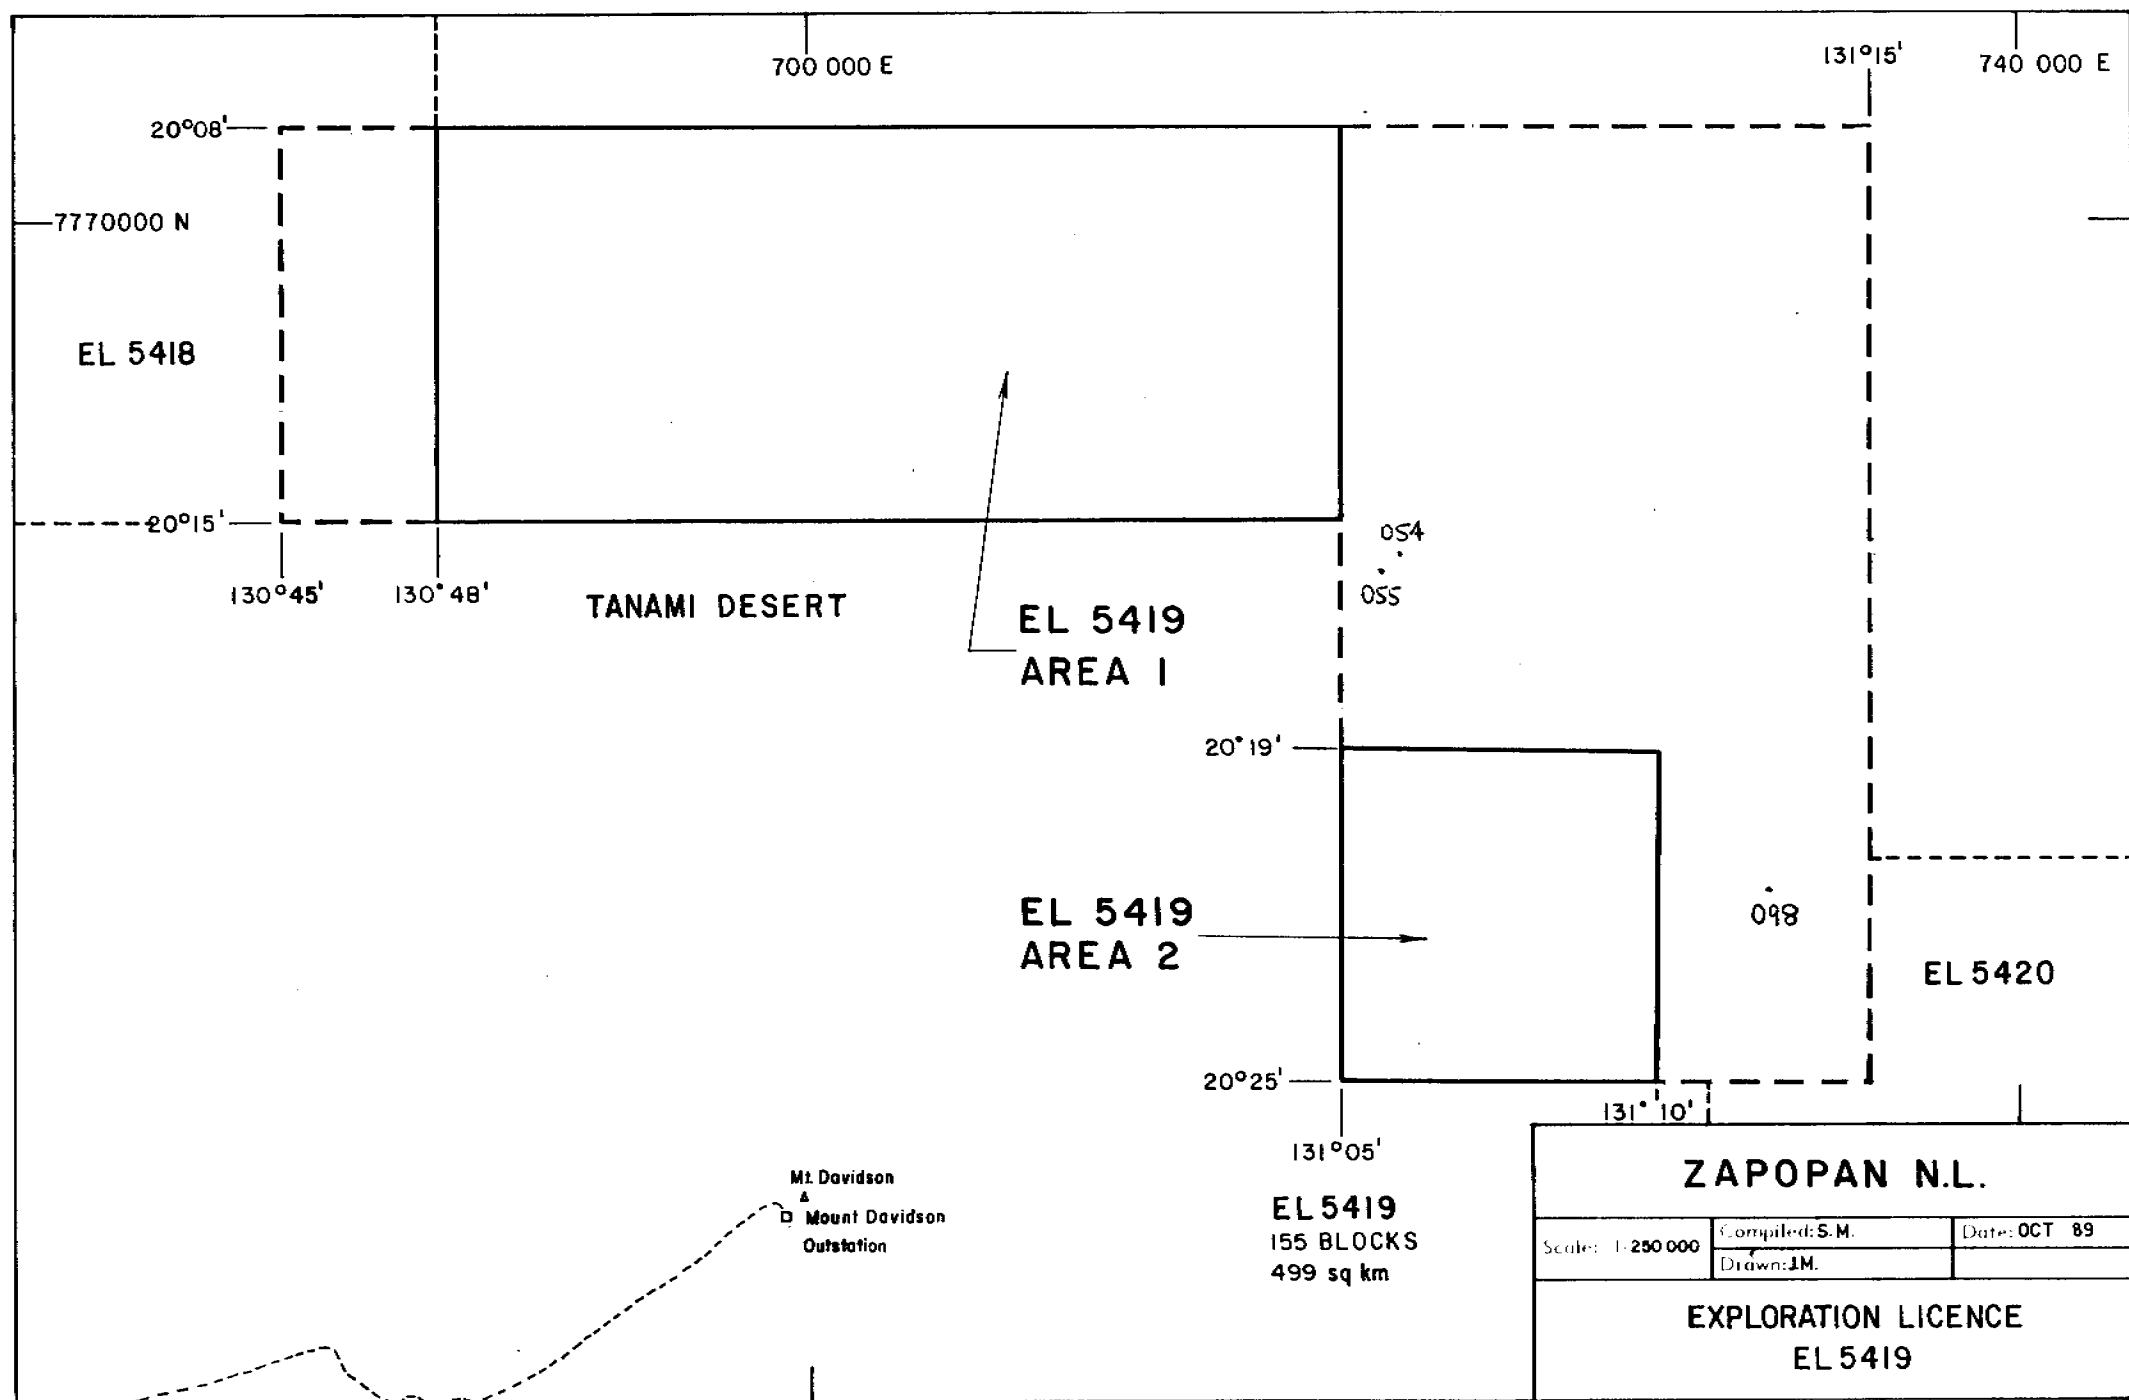 700 000 E
131°15'
740 000 E
20°08'
7770000 N
EL 5418
20°15'
130°45'
130°48'
TANAMI DESERT
054
055
EL 5419
AREA 1
20°19'
EL 5419
AREA 2
098
EL 5420
20°25'
131°10'
131°05'
Mt. Davidson
Mount Davidson
Outstation
EL 5419
155 BLOCKS
499 sq km
ZAPOPAN N.L.
Scale: 1:250 000
Compiled: S.M.
Date: OCT 89
Drawn: J.M.
EXPLORATION LICENCE
EL 5419